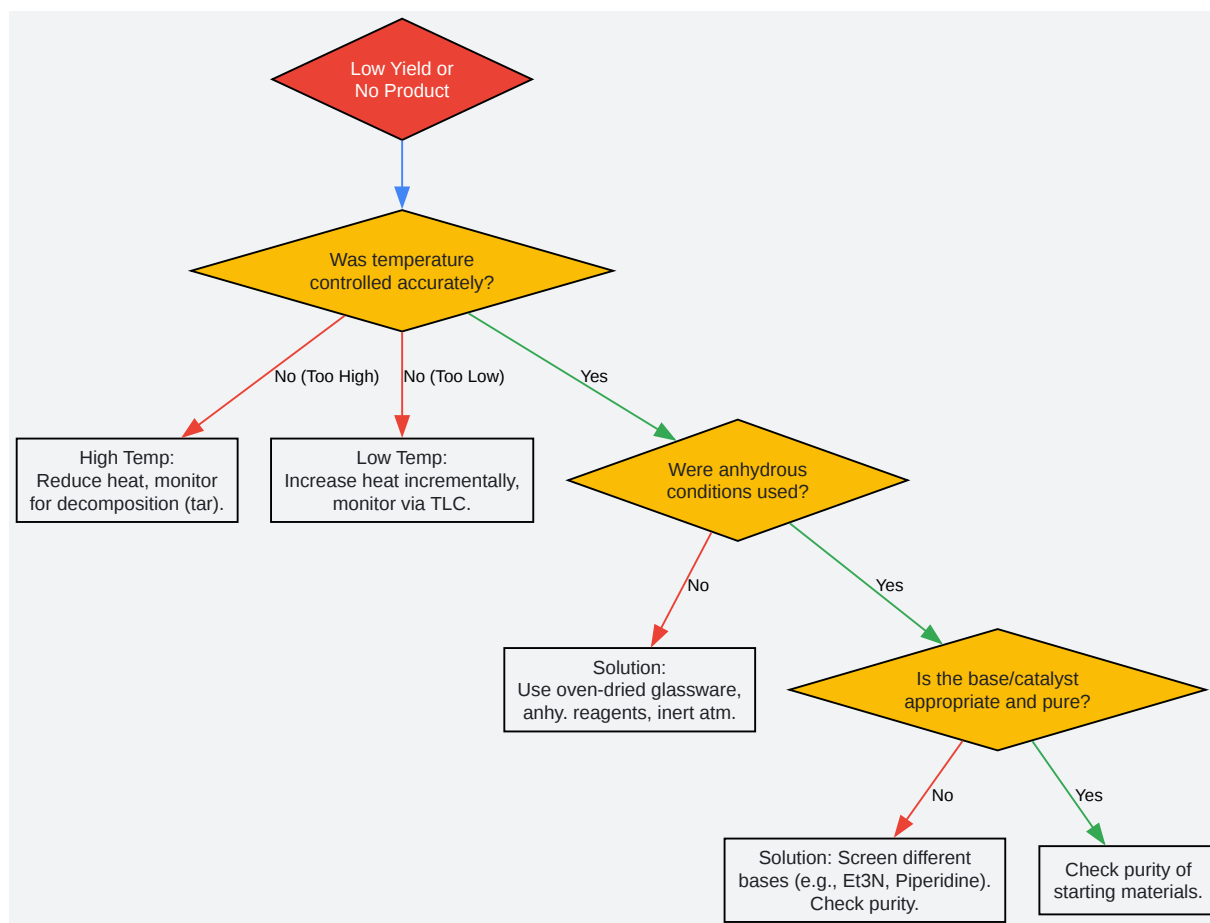 Low Yield or
No Product
Was temperature
controlled accurately?
No (Too High)
No (Too Low)
Yes
High Temp:
Reduce heat, monitor
for decomposition (tar).
Low Temp:
Increase heat incrementally,
monitor via TLC.
Were anhydrous
conditions used?
No
Yes
Solution:
Use oven-dried glassware,
anhy. reagents, inert atm.
Is the base/catalyst
appropriate and pure?
No
Yes
Solution: Screen different
bases (e.g., Et3N, Piperidine).
Check purity.
Check purity of
starting materials.